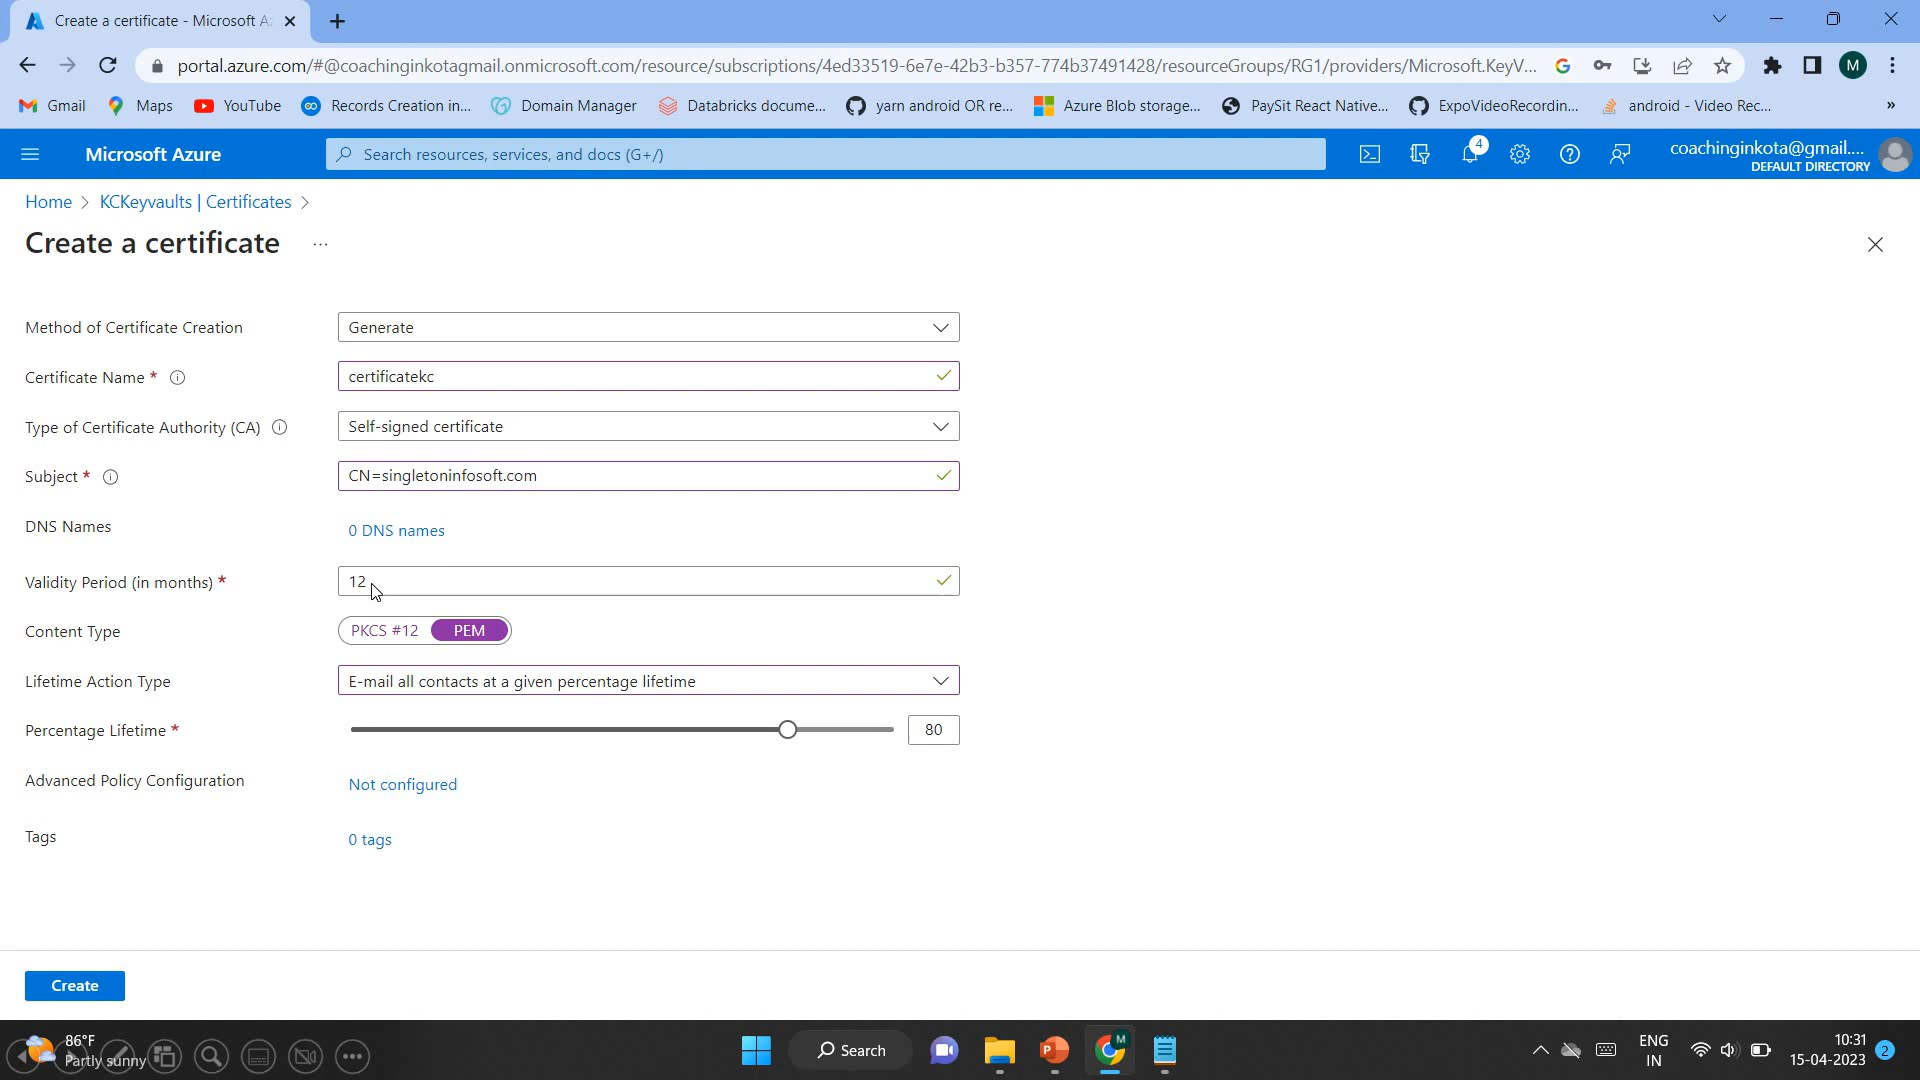 Create a certificate - Microsoft A
portal.azure.com/#@coachinginkotagmail.onmicrosoft.com/resource/subscriptions/4ed33519-6e7e-42b3-b357-774b37491428/resourceGroups/RG1/providers/Microsoft.KeyV...
M
Gmail Maps YouTube Records Creation in... Domain Manager Databricks docume... yarn android OR re... Azure Blob storage... PaySit React Native... ExpoVideoRecordin... android - Video Rec... »
Microsoft Azure
Search resources, services, and docs (G+/)
4
coachinginkota@gmail....
DEFAULT DIRECTORY
Home > KCKeyvaults | Certificates >
Create a certificate ...
Method of Certificate Creation Generate
Certificate Name * certificatekc
Type of Certificate Authority (CA) Self-signed certificate
Subject * CN=singletoninfosoft.com
DNS Names 0 DNS names
Validity Period (in months) * 12
Content Type PKCS #12 PEM
Lifetime Action Type E-mail all contacts at a given percentage lifetime
Percentage Lifetime * 80
Advanced Policy Configuration Not configured
Tags 0 tags
Create
86°F
Partly sunny
Search
M
ENG
IN
10:31
15-04-2023
2